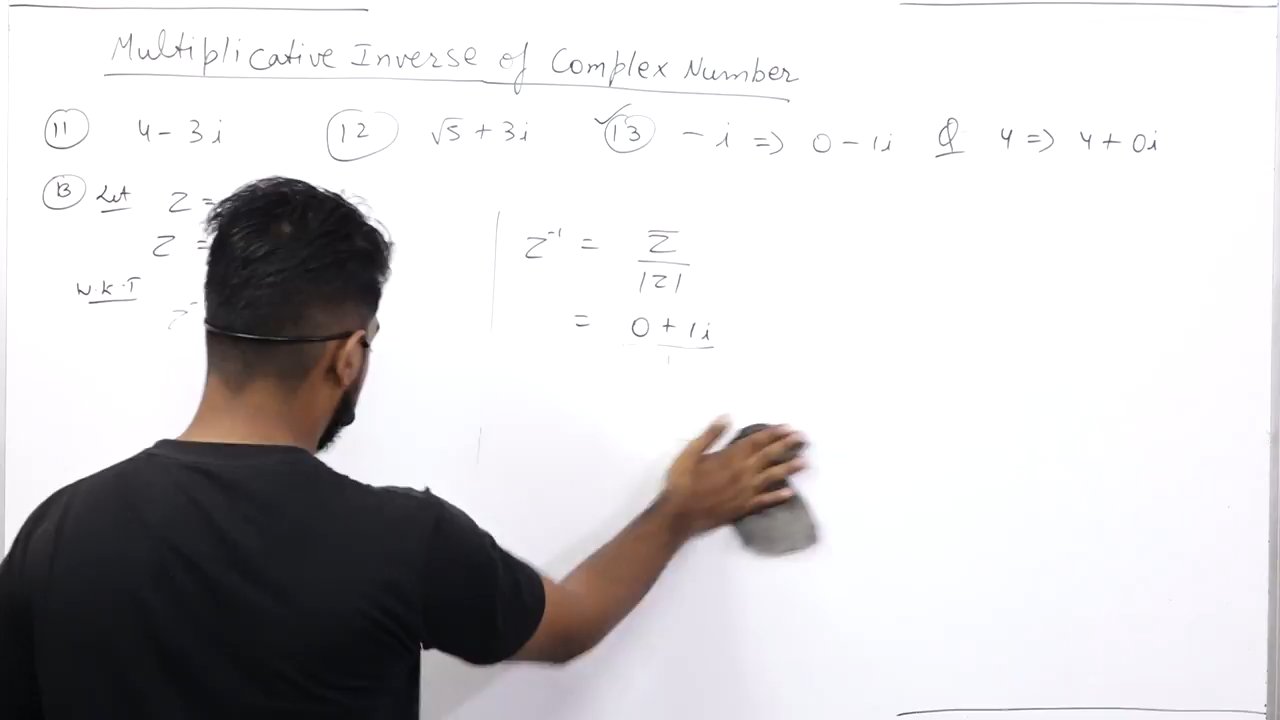 Multiplicative Inverse of Complex Number
11 4 - 3i 12 √5 + 3i ✓13 - i => 0 - 1i Q 4 => 4 + 0i
13 Let z =
z =
W.K.T
z⁻
z⁻¹ = z̅
|z|
= 0 + 1i
1